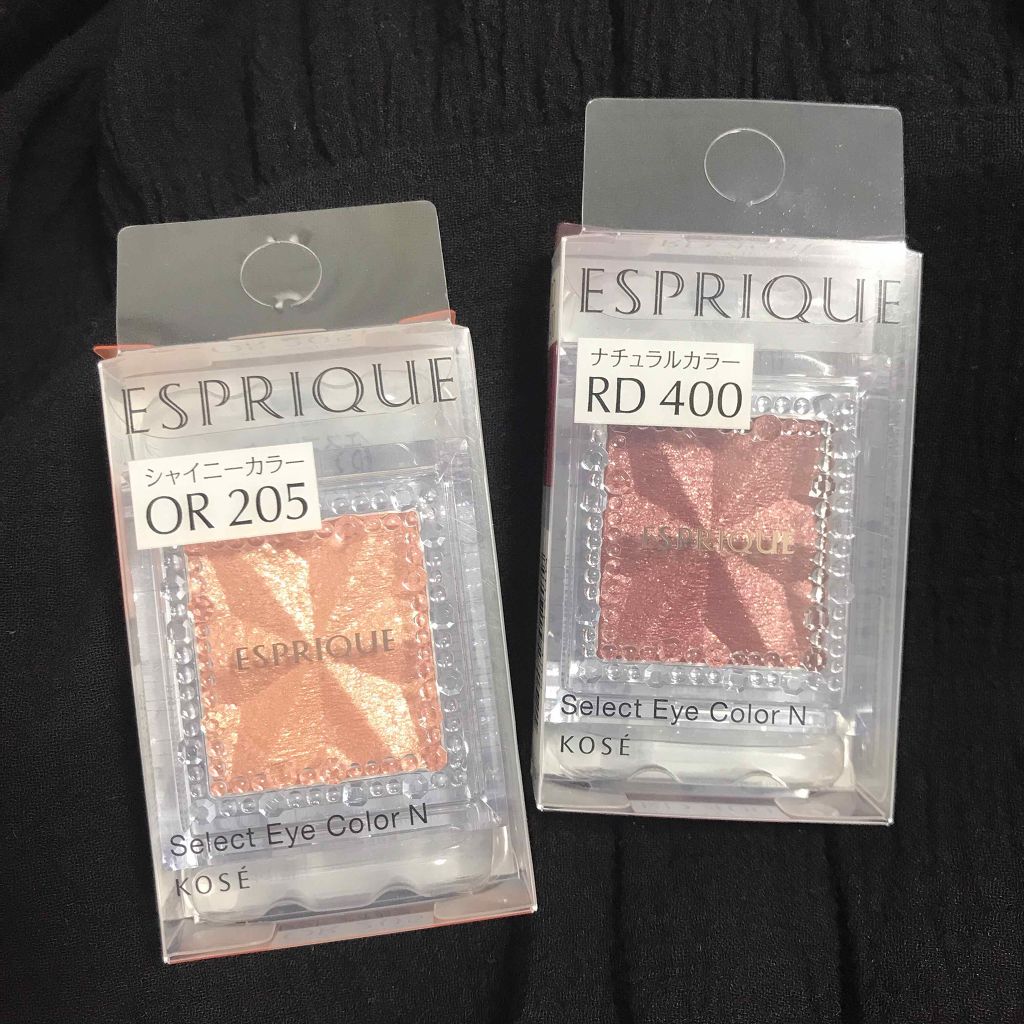 ESPRIQUE
シャイニーカラー
OR 205
ESPRIQUE
Select Eye Color N
KOSÉ
ESPRIQUE
ナチュラルカラー
RD 400
ESPRIQUE
Select Eye Color N
KOSÉ